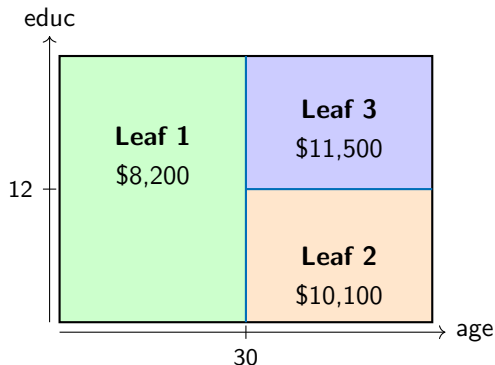 educ
Leaf 1
$8,200
Leaf 3
$11,500
12
Leaf 2
$10,100
age
30